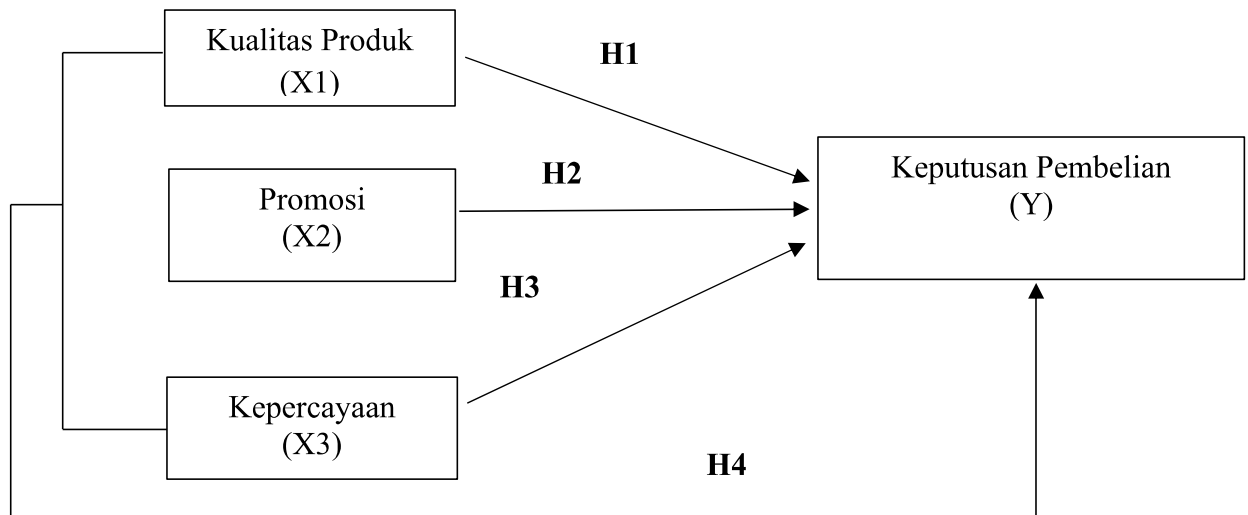 Kualitas Produk
(X1)
H1
Keputusan Pembelian
(Y)
H2
Promosi
(X2)
H3
Kepercayaan
(X3)
H4